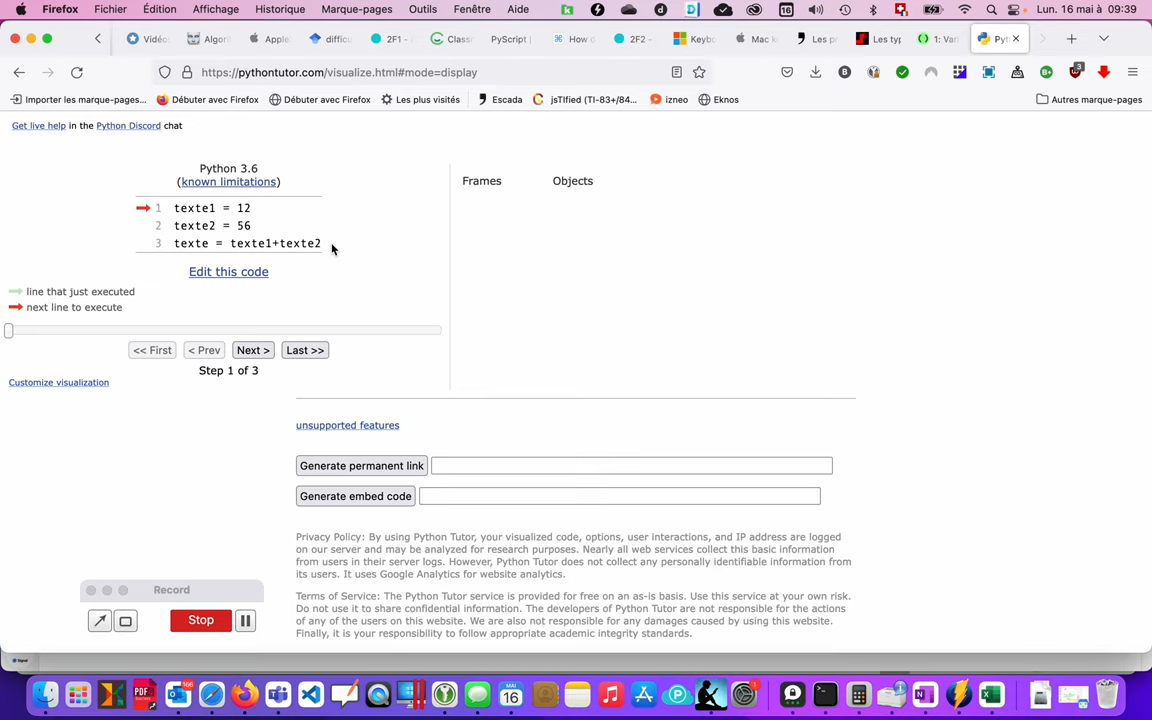 Firefox Fichier Édition Affichage Historique Marque-pages Outils Fenêtre Aide 16 Lun. 16 mai à 09:39
Vidéo Algori Apple difficu 2F1 - Classr PyScript How d 2F2 - Keybo Mac k Les p Les typ 1: Vari Pyt
https://pythontutor.com/visualize.html#mode=display 3
Importer les marque-pages... Débuter avec Firefox Débuter avec Firefox Les plus visités Escada jsTIfied (TI-83+/84... izneo Eknos Autres marque-pages
Get live help in the Python Discord chat
Python 3.6
(known limitations)
1 texte1 = 12
2 texte2 = 56
3 texte = texte1+texte2
Edit this code
line that just executed
next line to execute
<< First < Prev Next > Last >>
Step 1 of 3
Customize visualization
Frames Objects
unsupported features
Generate permanent link
Generate embed code
Privacy Policy: By using Python Tutor, your visualized code, options, user interactions, and IP address are logged
on our server and may be analyzed for research purposes. Nearly all web services collect this basic information
from users in their server logs. However, Python Tutor does not collect any personally identifiable information from
its users. It uses Google Analytics for website analytics.
Terms of Service: The Python Tutor service is provided for free on an as-is basis. Use this service at your own risk.
Do not use it to share confidential information. The developers of Python Tutor are not responsible for the actions
of any of the users on this website. We are also not responsible for any damages caused by using this website.
Finally, it is your responsibility to follow appropriate academic integrity standards.
Record
Stop
Signal
PDF 166 MAI 16